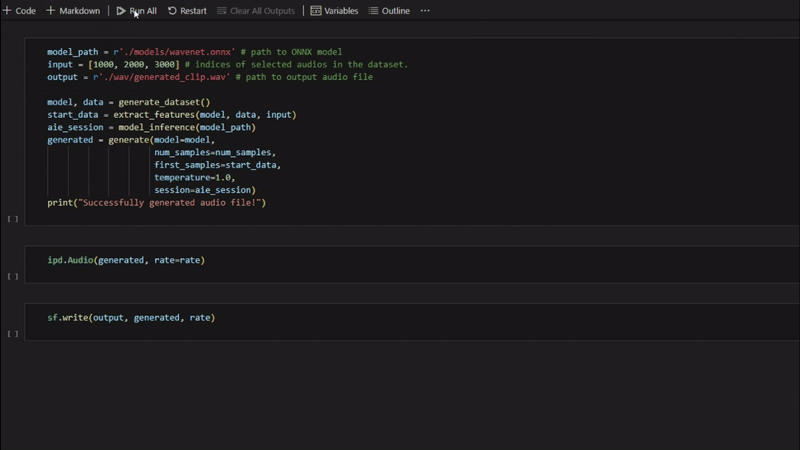 Code Markdown Run All Restart Clear All Outputs Variables Outline ...
model_path = r'./models/wavenet.onnx' # path to ONNX model
input = [1000, 2000, 3000] # indices of selected audios in the dataset.
output = r'./wav/generated_clip.wav' # path to output audio file
model, data = generate_dataset()
start_data = extract_features(model, data, input)
aie_session = model_inference(model_path)
generated = generate(model=model,
num_samples=num_samples,
first_samples=start_data,
temperature=1.0,
session=aie_session)
print("Successfully generated audio file!")
[ ]
ipd.Audio(generated, rate=rate)
[ ]
sf.write(output, generated, rate)
[ ]